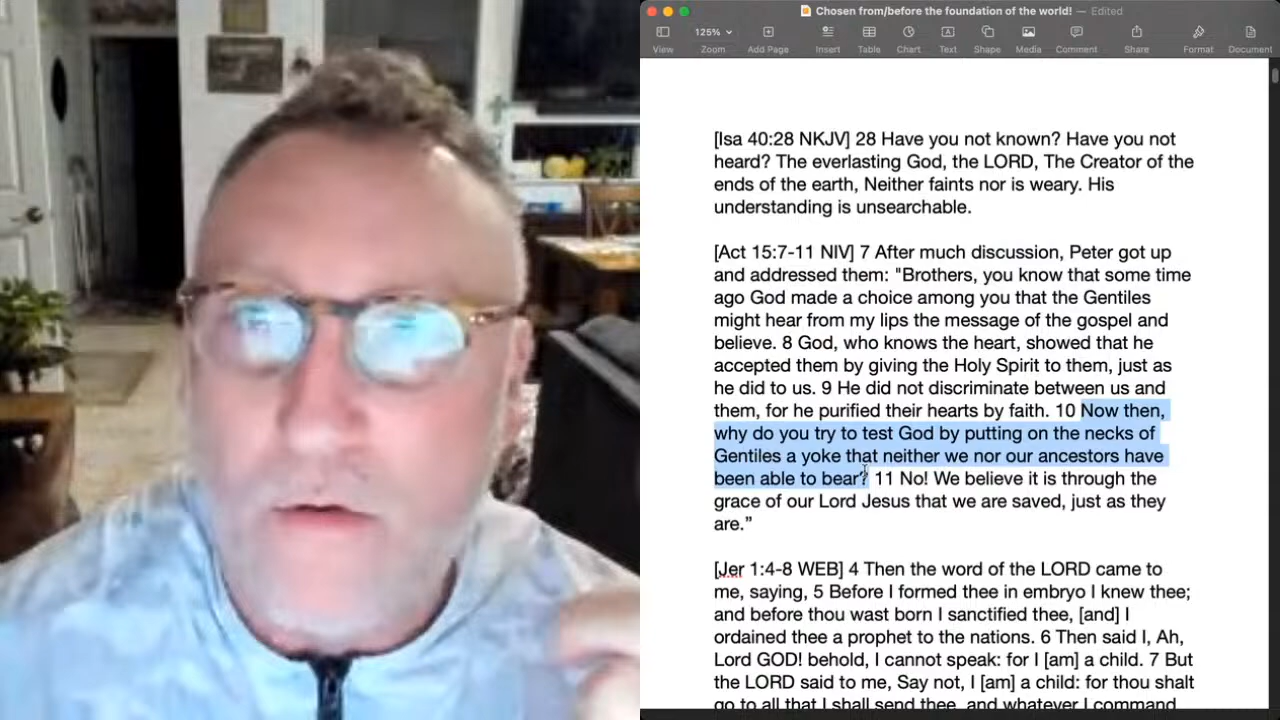 Chosen from/before the foundation of the world! — Edited
125%
View Zoom Add Page Insert Table Chart Text Shape Media Comment Share Format Document
[Isa 40:28 NKJV] 28 Have you not known? Have you not
heard? The everlasting God, the LORD, The Creator of the
ends of the earth, Neither faints nor is weary. His
understanding is unsearchable.
[Act 15:7-11 NIV] 7 After much discussion, Peter got up
and addressed them: "Brothers, you know that some time
ago God made a choice among you that the Gentiles
might hear from my lips the message of the gospel and
believe. 8 God, who knows the heart, showed that he
accepted them by giving the Holy Spirit to them, just as
he did to us. 9 He did not discriminate between us and
them, for he purified their hearts by faith. 10 Now then,
why do you try to test God by putting on the necks of
Gentiles a yoke that neither we nor our ancestors have
been able to bear? 11 No! We believe it is through the
grace of our Lord Jesus that we are saved, just as they
are.”
[Jer 1:4-8 WEB] 4 Then the word of the LORD came to
me, saying, 5 Before I formed thee in embryo I knew thee;
and before thou wast born I sanctified thee, [and] I
ordained thee a prophet to the nations. 6 Then said I, Ah,
Lord GOD! behold, I cannot speak: for I [am] a child. 7 But
the LORD said to me, Say not, I [am] a child: for thou shalt
go to all that I shall send thee, and whatever I command